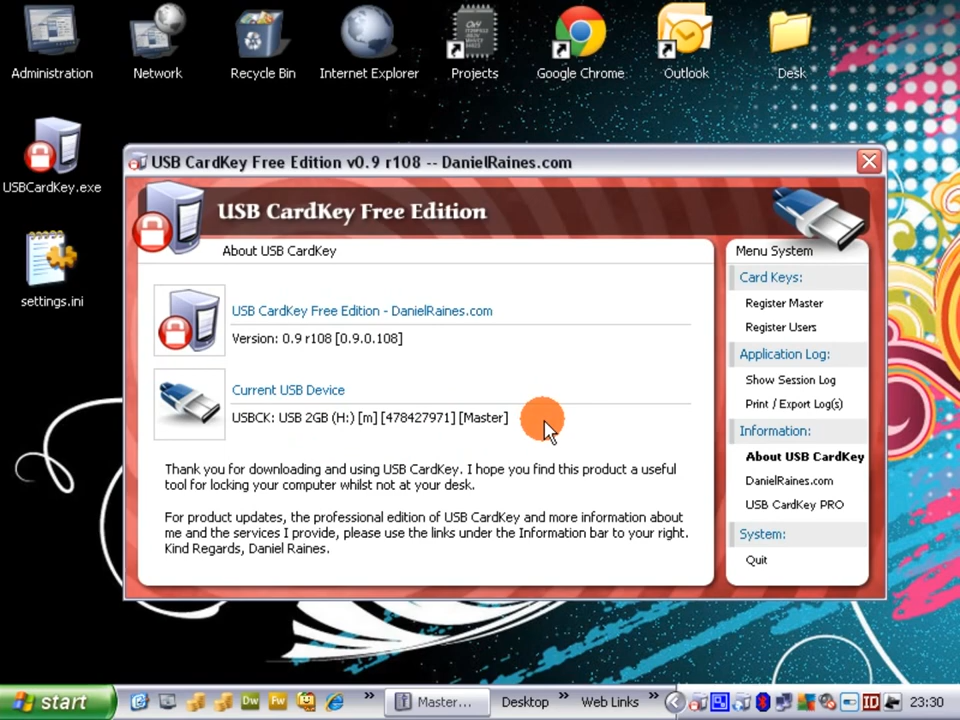 Administration
Network
Recycle Bin
Internet Explorer
Projects
Google Chrome
Outlook
Desk
USBCardKey.exe
settings.ini
USB CardKey Free Edition v0.9 r108 -- DanielRaines.com
USB CardKey Free Edition
About USB CardKey
USB CardKey Free Edition - DanielRaines.com
Version: 0.9 r108 [0.9.0.108]
Current USB Device
USBCK: USB 2GB (H:) [m] [478427971] [Master]
Thank you for downloading and using USB CardKey. I hope you find this product a useful
tool for locking your computer whilst not at your desk.
For product updates, the professional edition of USB CardKey and more information about
me and the services I provide, please use the links under the Information bar to your right.
Kind Regards, Daniel Raines.
Menu System
Card Keys:
Register Master
Register Users
Application Log:
Show Session Log
Print / Export Log(s)
Information:
About USB CardKey
DanielRaines.com
USB CardKey PRO
System:
Quit
start
Dw
Fw
Master...
Desktop
Web Links
ID
23:30